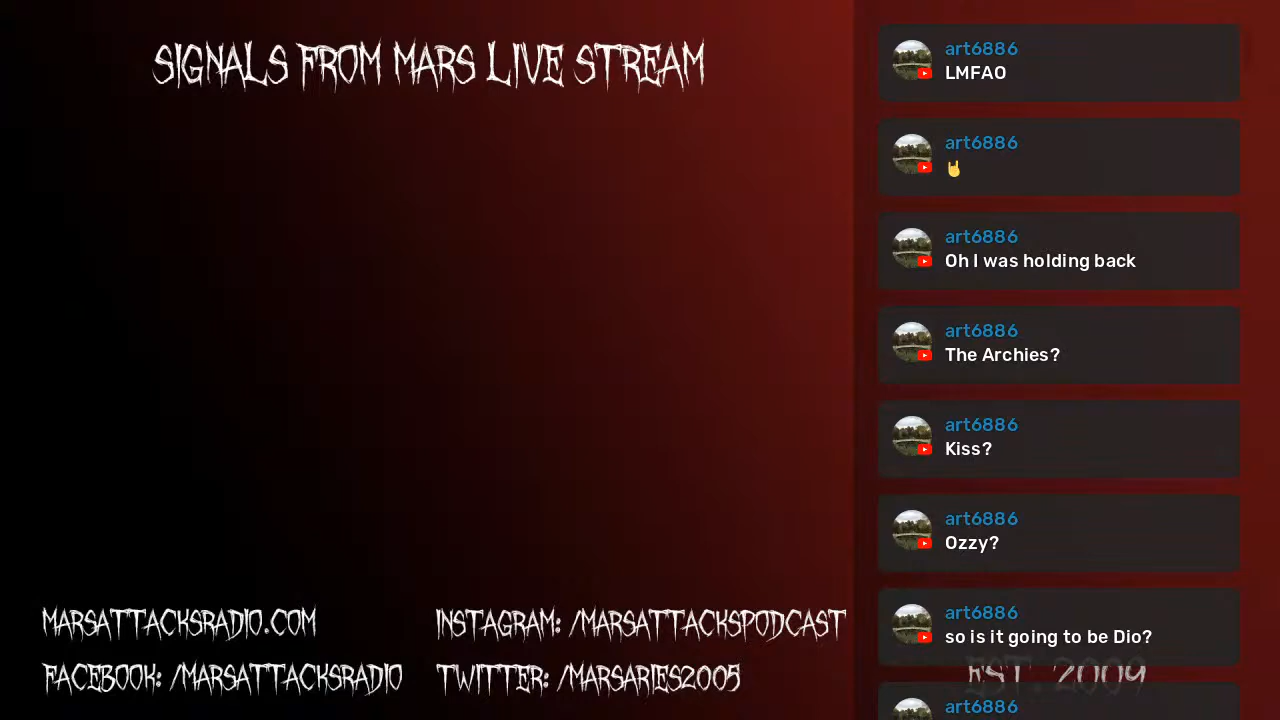 SIGNALS FROM MARS LIVE STREAM
art6886
LMFAO
art6886
🤘
art6886
Oh I was holding back
art6886
The Archies?
art6886
Kiss?
art6886
Ozzy?
art6886
so is it going to be Dio?
EST. 2009
art6886
MARSATTACKSRADIO.COM
INSTAGRAM: /MARSATTACKSPODCAST
FACEBOOK: /MARSATTACKSRADIO
TWITTER: /MARSARIES2005